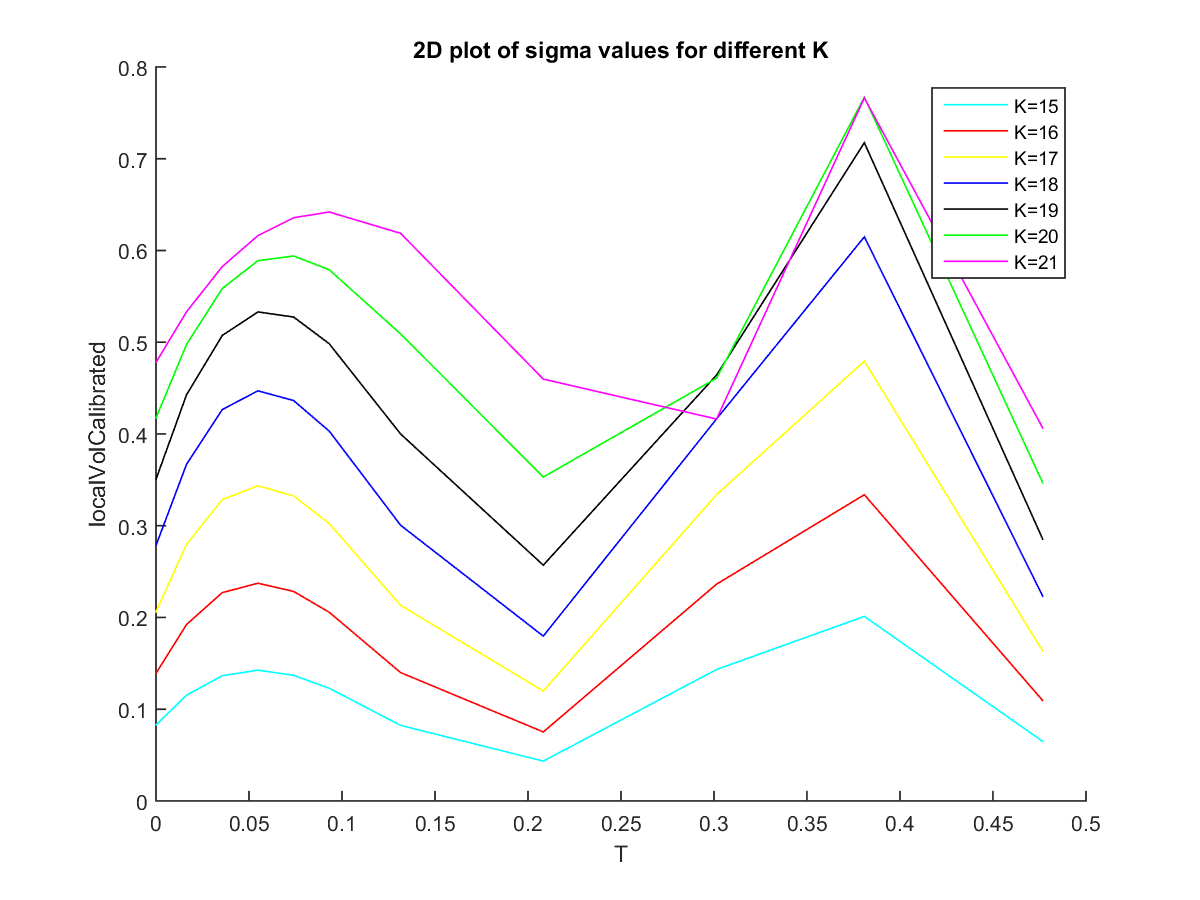 2D plot of sigma values for different K
0.8
0.7
0.6
0.5
0.4
0.3
0.2
0.1
0
localVolCalibrated
0
0.05
0.1
0.15
0.2
0.25
0.3
0.35
0.4
0.45
0.5
T
K=15
K=16
K=17
K=18
K=19
K=20
K=21